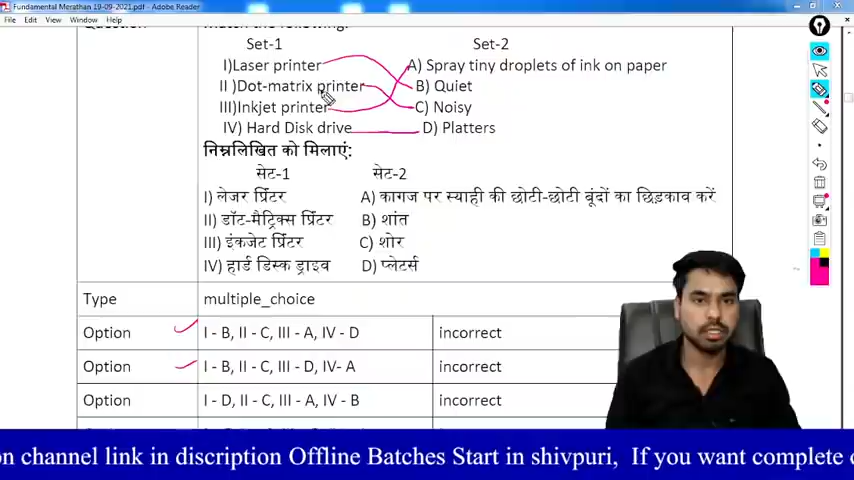 Fundamental Merathan 19-09-2021.pdf - Adobe Reader
File Edit View Window Help
Set-1 Set-2
I)Laser printer A) Spray tiny droplets of ink on paper
II )Dot-matrix printer B) Quiet
III)Inkjet printer C) Noisy
IV) Hard Disk drive D) Platters
निम्नलिखित को मिलाएं:
सेट-1 सेट-2
I) लेजर प्रिंटर A) कागज पर स्याही की छोटी-छोटी बूंदों का छिड़काव करें
II) डॉट-मैट्रिक्स प्रिंटर B) शांत
III) इंकजेट प्रिंटर C) शोर
IV) हार्ड डिस्क ड्राइव D) प्लेटर्स
Type multiple_choice
Option I - B, II - C, III - A, IV - D incorrect
Option I - B, II - C, III - D, IV- A incorrect
Option I - D, II - C, III - A, IV - B incorrect
on channel link in discription Offline Batches Start in shivpuri, If you want complete